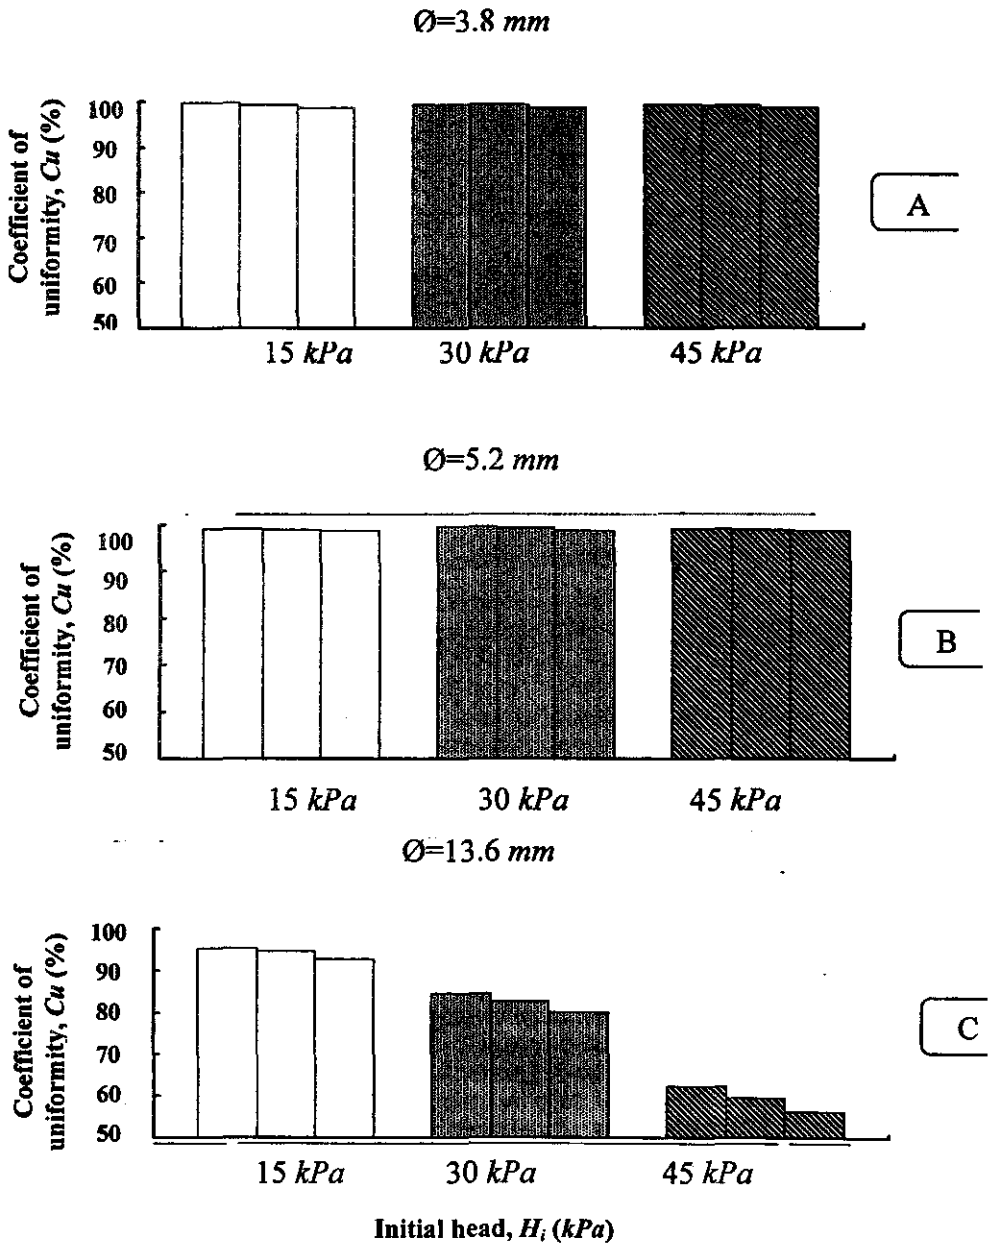 Ø=3.8 mm
Coefficient of
uniformity, Cu (%)
100
90
80
70
60
50
15 kPa
30 kPa
45 kPa
A
Ø=5.2 mm
Coefficient of
uniformity, Cu (%)
100
90
80
70
60
50
15 kPa
30 kPa
45 kPa
B
Ø=13.6 mm
Coefficient of
uniformity, Cu (%)
100
90
80
70
60
50
15 kPa
30 kPa
45 kPa
C
Initial head, Hi (kPa)